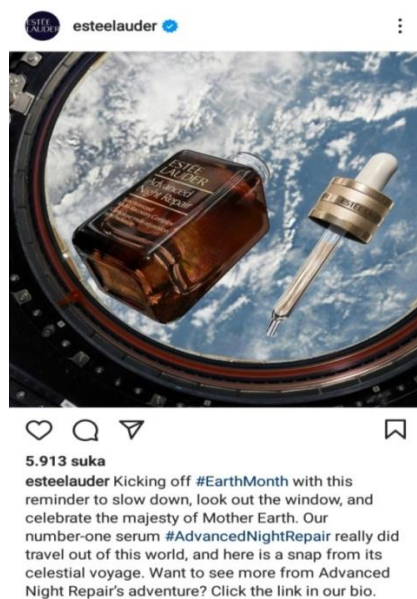 ESTĒE
LAUDER
esteelauder
ESTĒE
LAUDER
Advanced
Night Repair
5.913 suka
esteelauder Kicking off #EarthMonth with this
reminder to slow down, look out the window, and
celebrate the majesty of Mother Earth. Our
number-one serum #AdvancedNightRepair really did
travel out of this world, and here is a snap from its
celestial voyage. Want to see more from Advanced
Night Repair's adventure? Click the link in our bio.